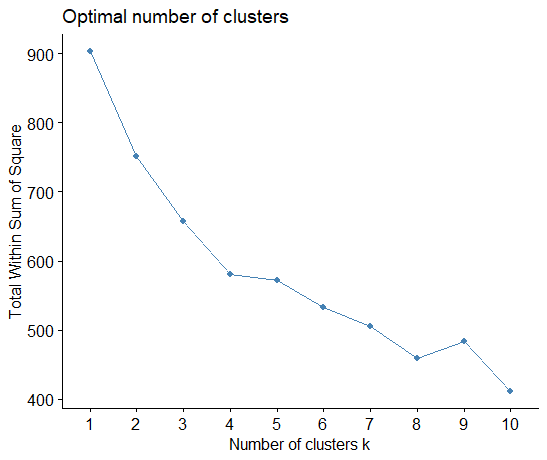 Optimal number of clusters
Total Within Sum of Square
900
800
700
600
500
400
1 2 3 4 5 6 7 8 9 10
Number of clusters k